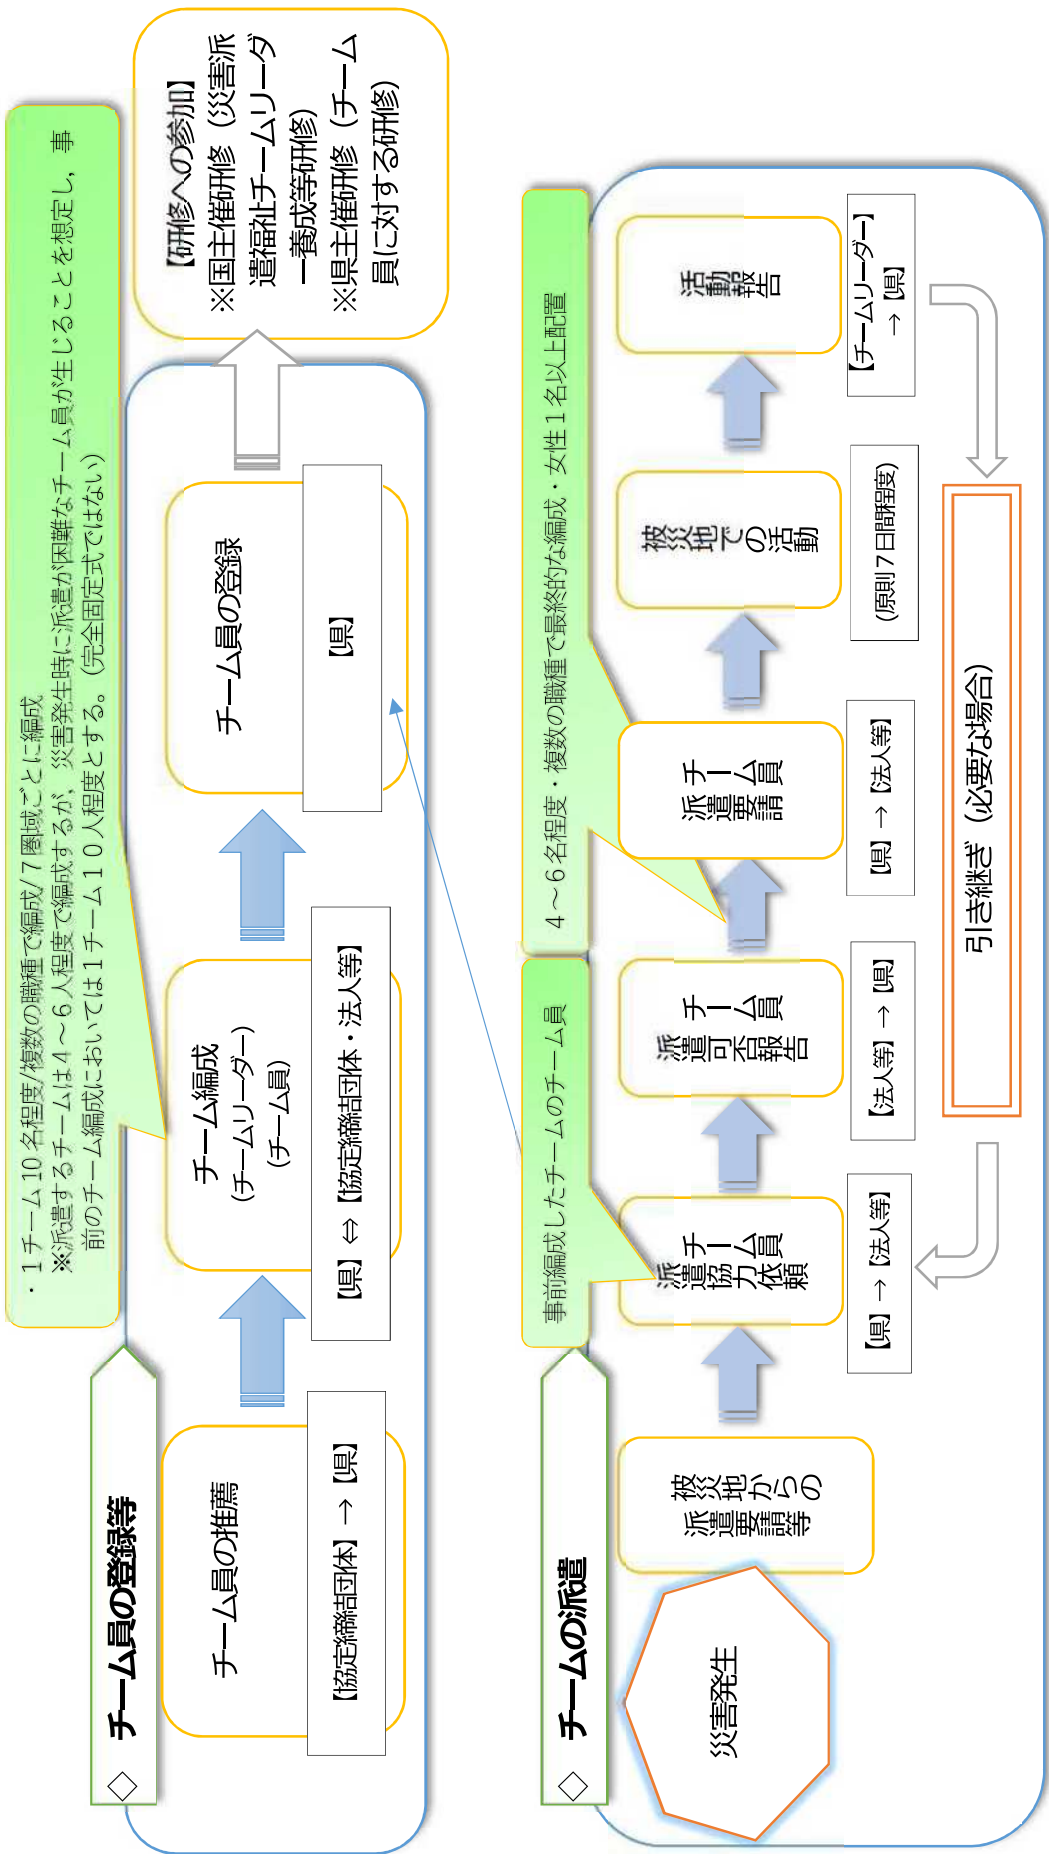 ◇ チーム員の登録等
・１チーム10名程度/複数の職種で編成/７圏域ごとに編成
※派遣するチームは４～６人程度で編成するが，災害発生時に派遣が困難なチーム員が生じることを想定し，事
前のチーム編成においては１チーム１０人程度とする。（完全固定式ではない）
チーム員の推薦
【協定締結団体】→【県】
チーム編成
(チームリーダー)
(チーム員)
【県】⇔【協定締結団体・法人等】
チーム員の登録
【県】
【研修への参加】
※国主催研修（災害派
遣福祉チームリーダ
ー養成等研修）
※県主催研修（チーム
員に対する研修）
◇ チームの派遣
事前編成したチームのチーム員
４～６名程度・複数の職種で最終的な編成・女性１名以上配置
災害発生
被災地からの
派遣要請等
チーム員
派遣協力依頼
【県】→【法人等】
チーム員
派遣可否報告
【法人等】→【県】
チーム員
派遣要請
【県】→【法人等】
被災地での活動
(原則７日間程度)
活動報告
【チームリーダー】
→【県】
引き継ぎ（必要な場合）